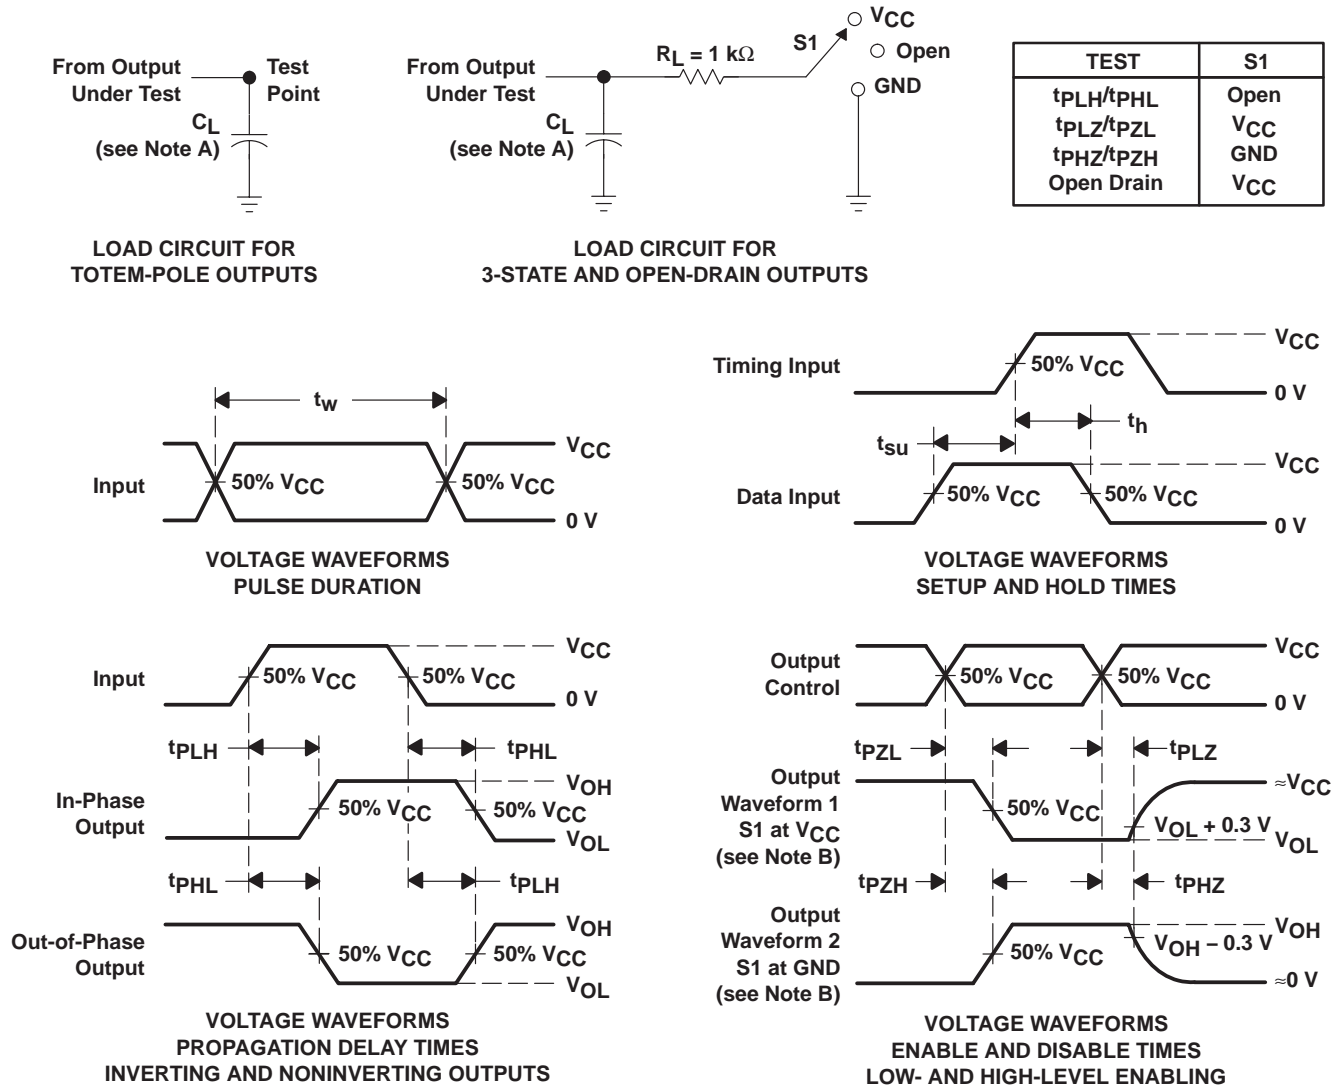 From Output
Under Test
Test
Point
CL
(see Note A)
LOAD CIRCUIT FOR
TOTEM-POLE OUTPUTS
From Output
Under Test
CL
(see Note A)
RL = 1 kΩ
S1
VCC
Open
GND
LOAD CIRCUIT FOR
3-STATE AND OPEN-DRAIN OUTPUTS
TEST S1
tPLH/tPHL Open
tPLZ/tPZL VCC
tPHZ/tPZH GND
Open Drain VCC
tw
Input
50% VCC
50% VCC
VCC
0 V
VOLTAGE WAVEFORMS
PULSE DURATION
Timing Input
50% VCC
VCC
0 V
tsu
th
Data Input
50% VCC
50% VCC
VCC
0 V
VOLTAGE WAVEFORMS
SETUP AND HOLD TIMES
Input
50% VCC
50% VCC
VCC
0 V
tPLH
tPHL
In-Phase
Output
50% VCC
50% VCC
VOH
VOL
tPHL
tPLH
Out-of-Phase
Output
50% VCC
50% VCC
VOH
VOL
VOLTAGE WAVEFORMS
PROPAGATION DELAY TIMES
INVERTING AND NONINVERTING OUTPUTS
Output
Control
50% VCC
50% VCC
VCC
0 V
tPZL
tPLZ
Output
Waveform 1
S1 at VCC
(see Note B)
50% VCC
≈VCC
VOL + 0.3 V
VOL
tPZH
tPHZ
Output
Waveform 2
S1 at GND
(see Note B)
50% VCC
VOH
VOH – 0.3 V
≈0 V
VOLTAGE WAVEFORMS
ENABLE AND DISABLE TIMES
LOW- AND HIGH-LEVEL ENABLING